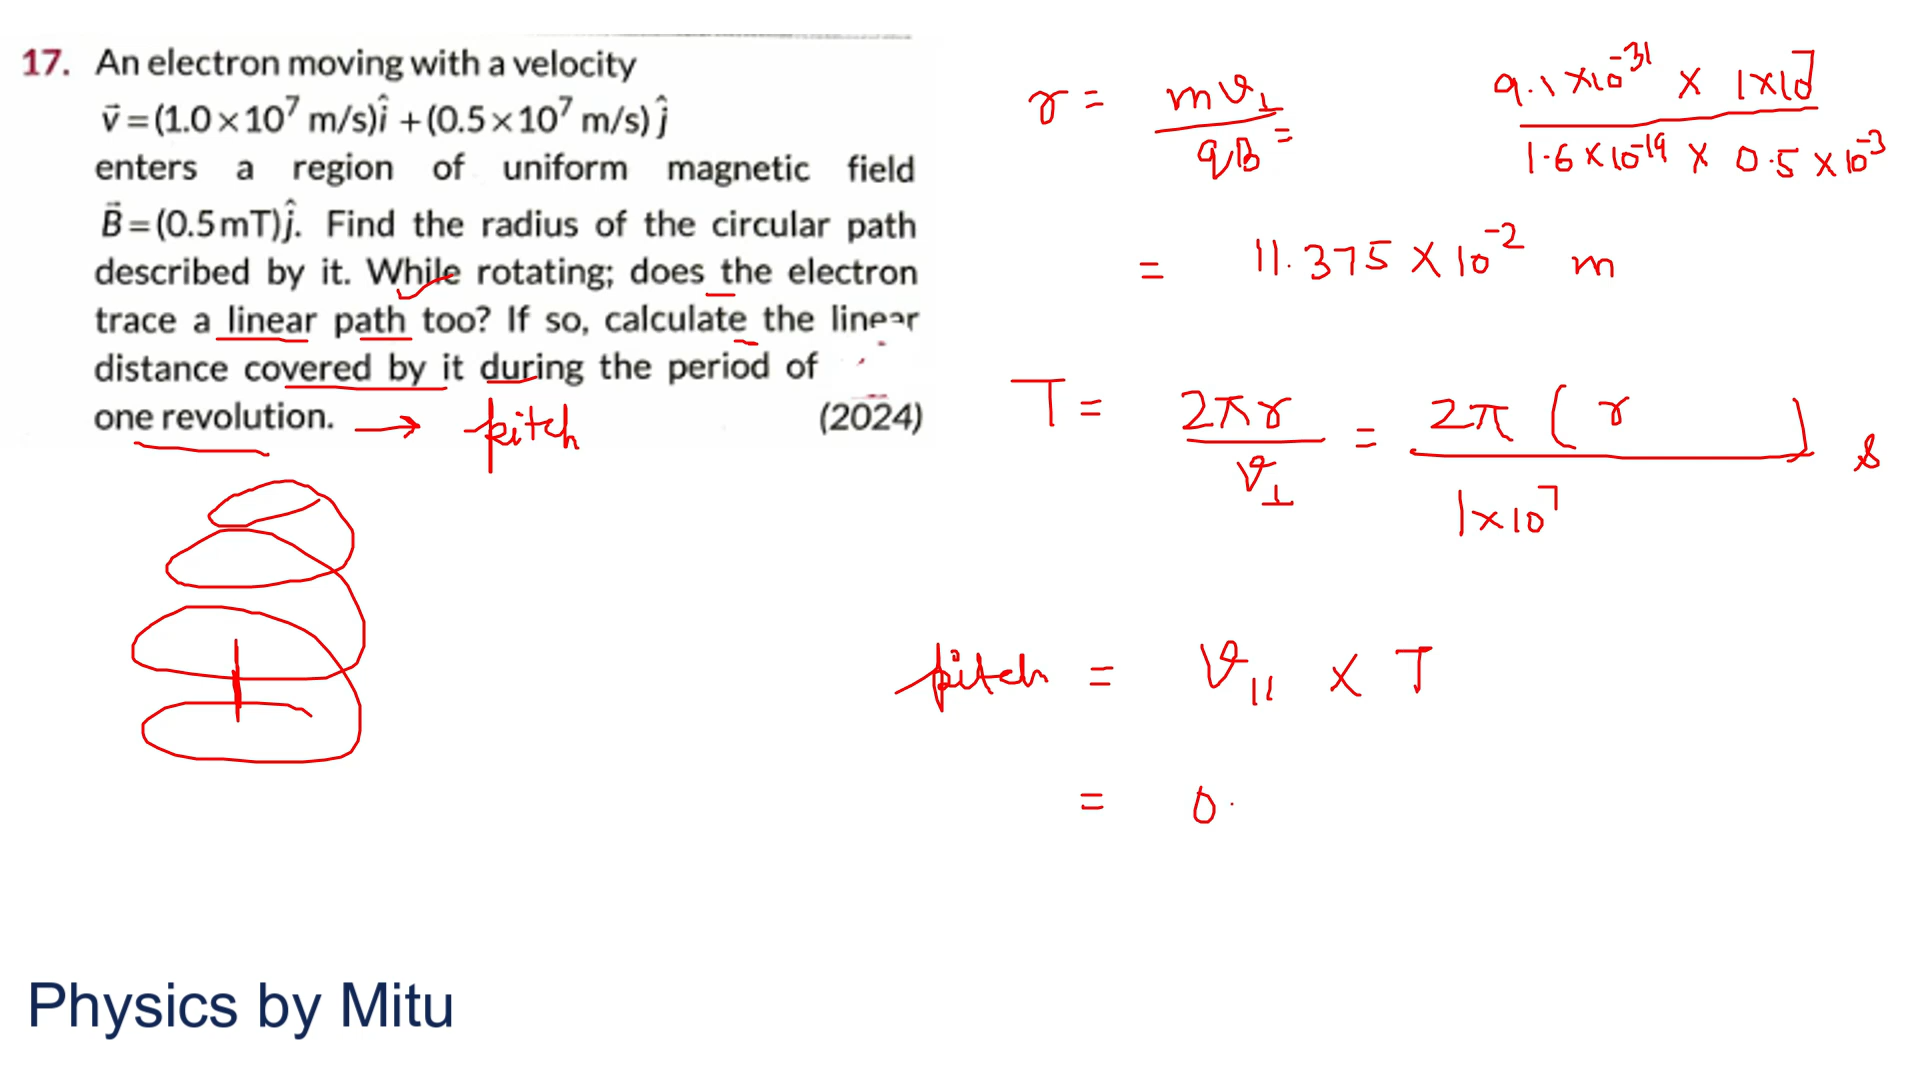 17. An electron moving with a velocity
v⃗ = (1.0 × 10⁷ m/s) î + (0.5 × 10⁷ m/s) ĵ
enters a region of uniform magnetic field
B⃗ = (0.5 mT) ĵ. Find the radius of the circular path
described by it. While rotating; does the electron
trace a linear path too? If so, calculate the linear
distance covered by it during the period of
one revolution. → pitch (2024)
r = mv⊥ / qB = 9.1 × 10⁻³¹ × 1 × 10⁷ / 1.6 × 10⁻¹⁹ × 0.5 × 10⁻³
= 11.375 × 10⁻² m
T = 2πr / v⊥ = 2π ( r ) / 1 × 10⁷ s
pitch = v∥ × T
= 0.
Physics by Mitu